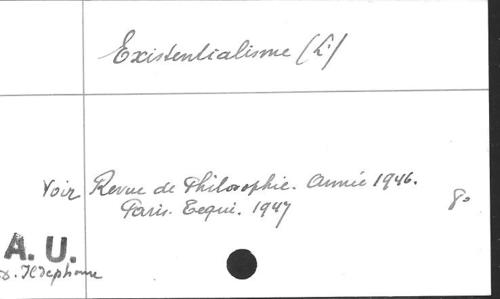 Existentialisme (L')
Voir Revue de Philosophie. Année 1946.
Paris. Tequi. 1947
8°
A. U.
Ildephonse